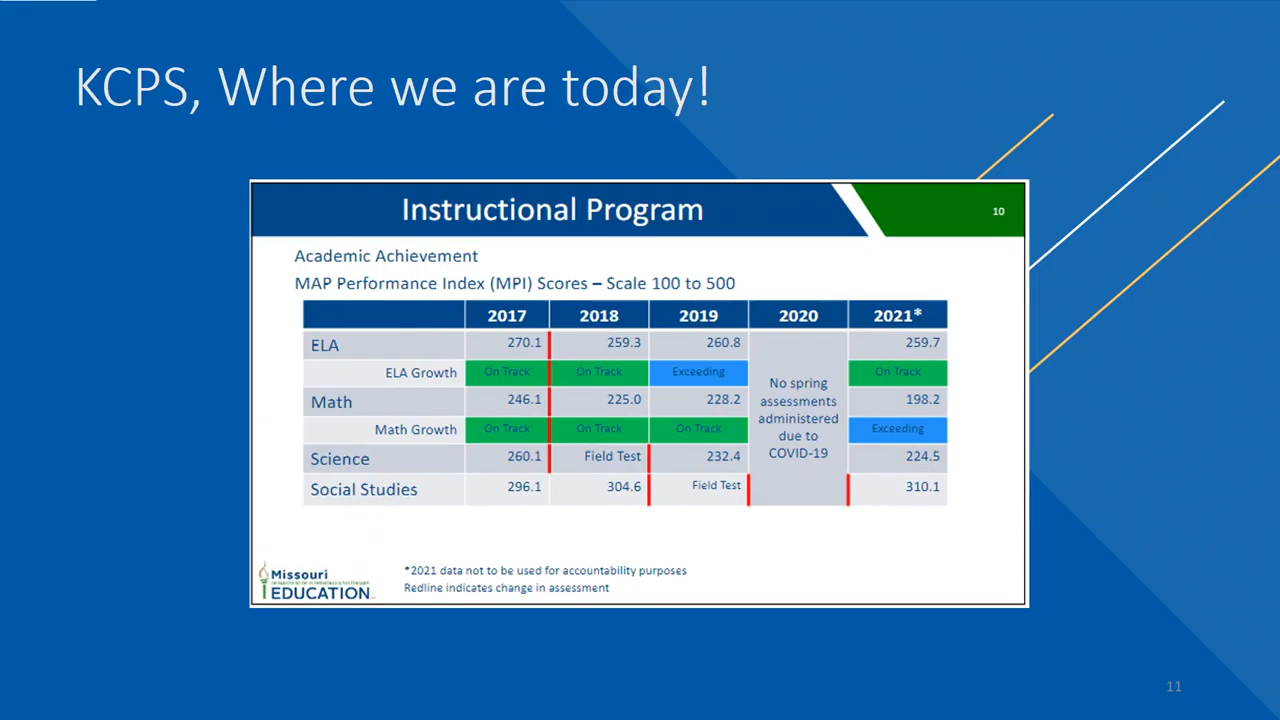 KCPS, Where we are today!
Instructional Program
10
Academic Achievement
MAP Performance Index (MPI) Scores – Scale 100 to 500
2017 2018 2019 2020 2021*
ELA 270.1 259.3 260.8 259.7
ELA Growth On Track On Track Exceeding On Track
Math 246.1 225.0 228.2 198.2
Math Growth On Track On Track On Track Exceeding
Science 260.1 Field Test 232.4 224.5
Social Studies 296.1 304.6 Field Test 310.1
No spring
assessments
administered
due to
COVID-19
Missouri
EDUCATION
*2021 data not to be used for accountability purposes
Redline indicates change in assessment
11